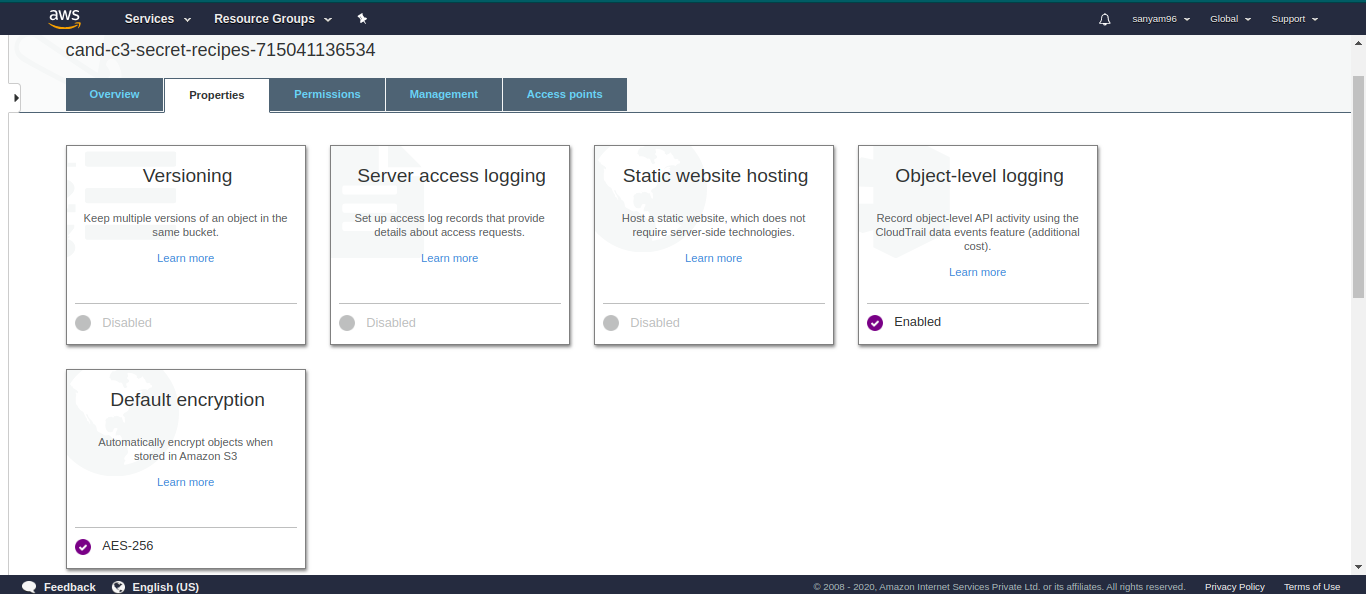 aws Services Resource Groups sanyam96 Global Support
cand-c3-secret-recipes-715041136534
Overview Properties Permissions Management Access points
Versioning
Keep multiple versions of an object in the
same bucket.
Learn more
Disabled
Server access logging
Set up access log records that provide
details about access requests.
Learn more
Disabled
Static website hosting
Host a static website, which does not
require server-side technologies.
Learn more
Disabled
Object-level logging
Record object-level API activity using the
CloudTrail data events feature (additional
cost).
Learn more
Enabled
Default encryption
Automatically encrypt objects when
stored in Amazon S3
Learn more
AES-256
Feedback English (US) © 2008 - 2020, Amazon Internet Services Private Ltd. or its affiliates. All rights reserved. Privacy Policy Terms of Use